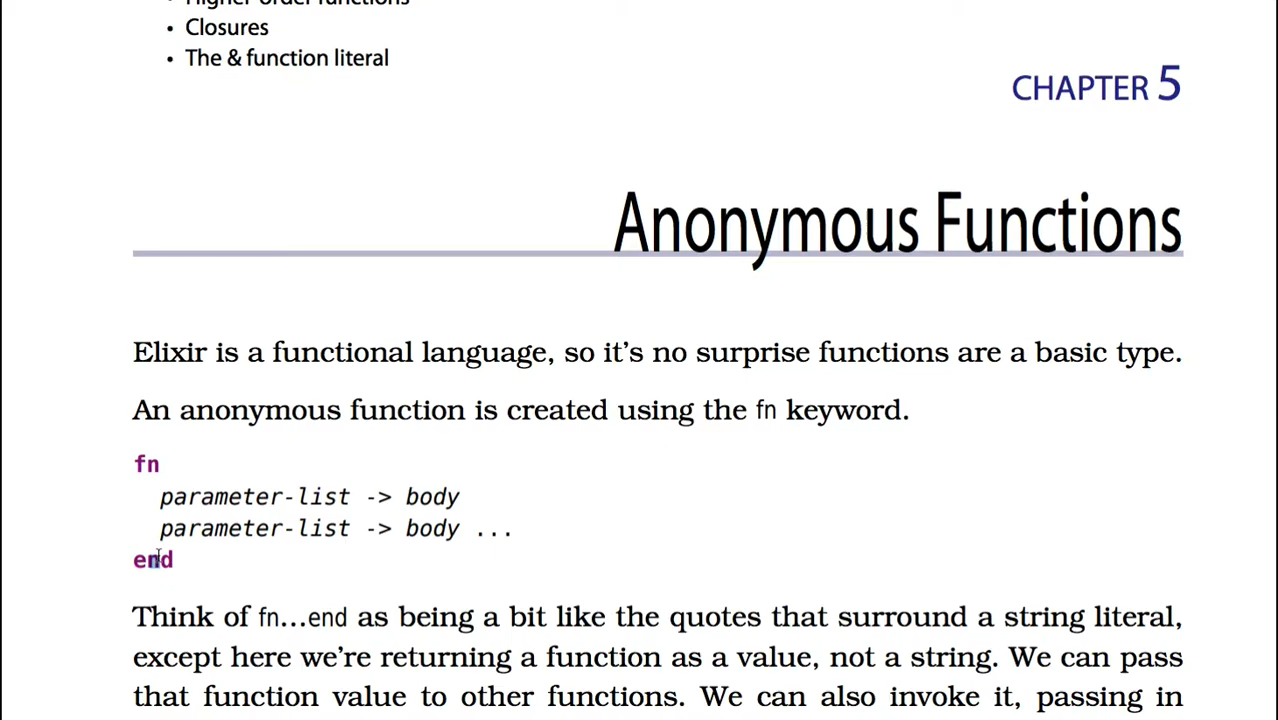 • Higher-order functions
• Closures
• The & function literal
CHAPTER 5
Anonymous Functions
Elixir is a functional language, so it’s no surprise functions are a basic type.
An anonymous function is created using the fn keyword.
fn
parameter-list -> body
parameter-list -> body ...
end
Think of fn…end as being a bit like the quotes that surround a string literal,
except here we’re returning a function as a value, not a string. We can pass
that function value to other functions. We can also invoke it, passing in